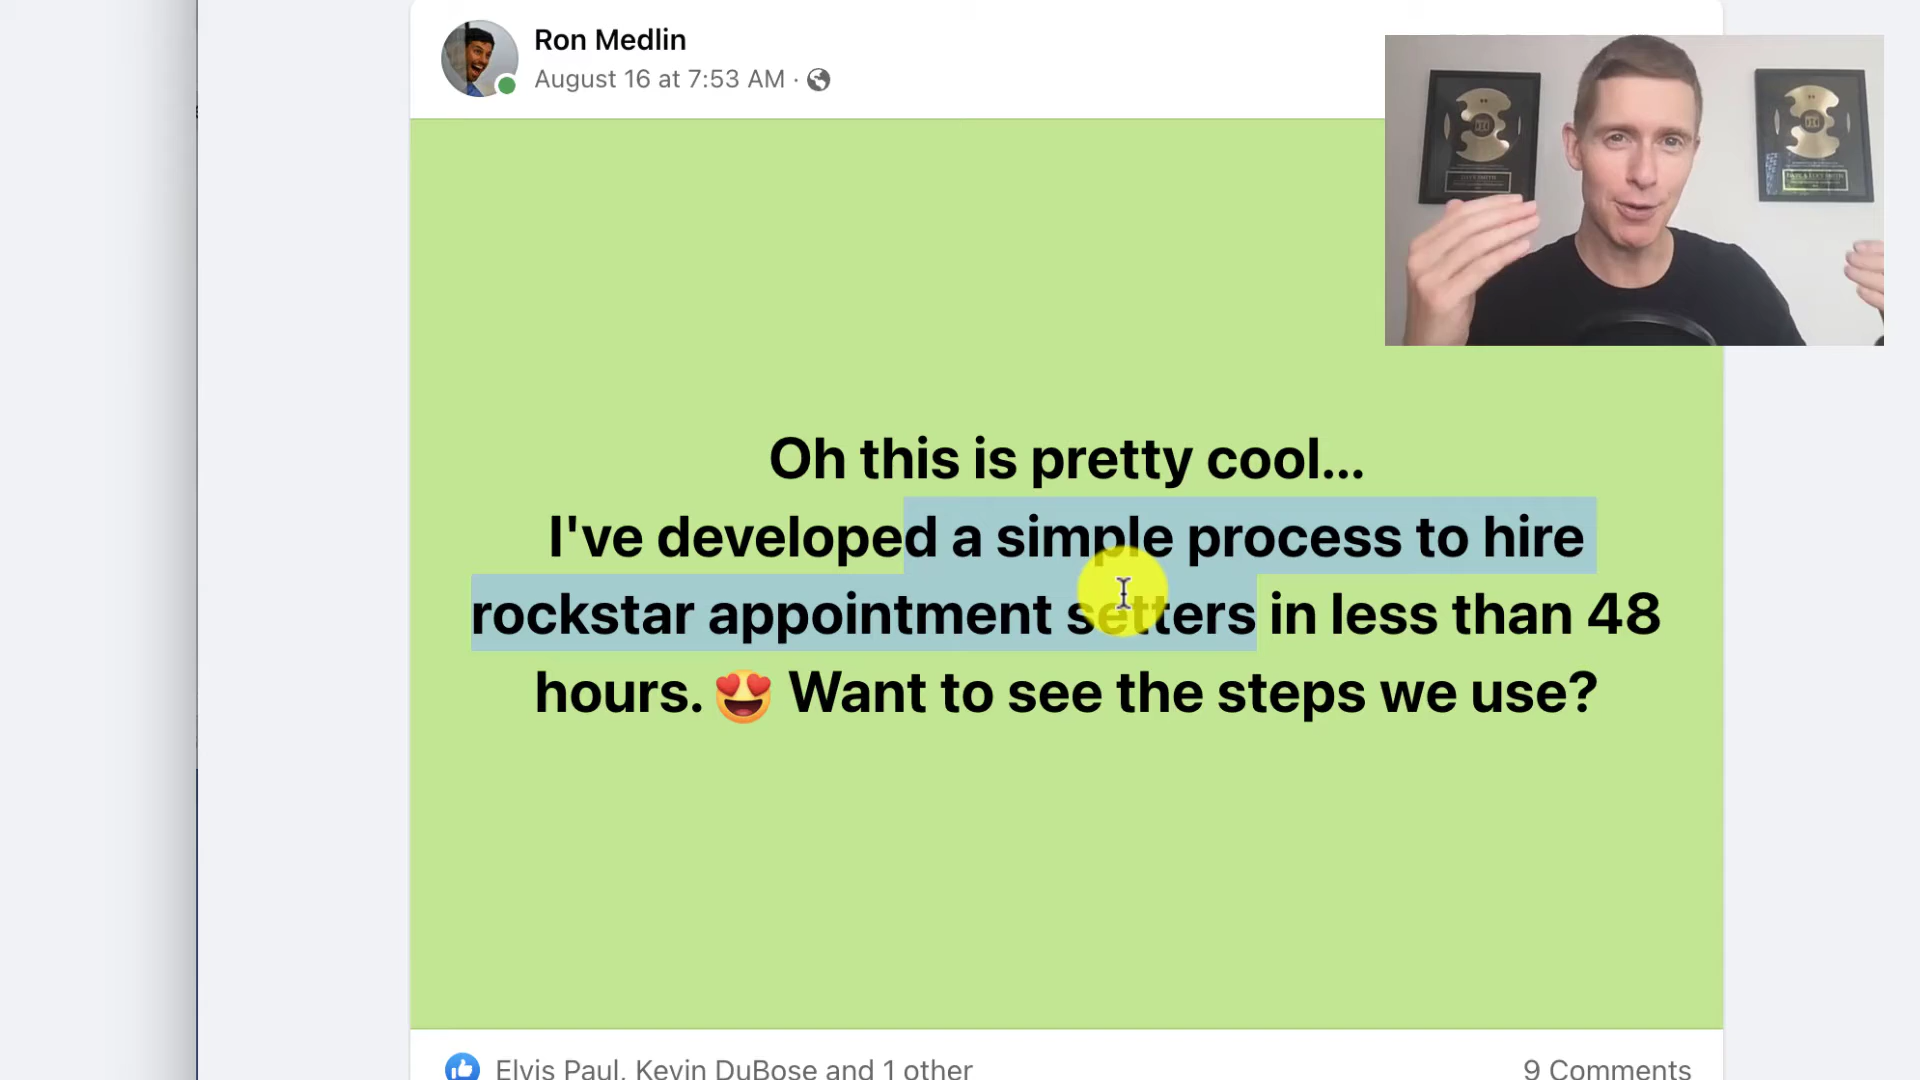 Ron Medlin
August 16 at 7:53 AM ·
Oh this is pretty cool...
I've developed a simple process to hire
rockstar appointment setters in less than 48
hours. 😍 Want to see the steps we use?
Elvis Paul, Kevin DuBose and 1 other
9 Comments